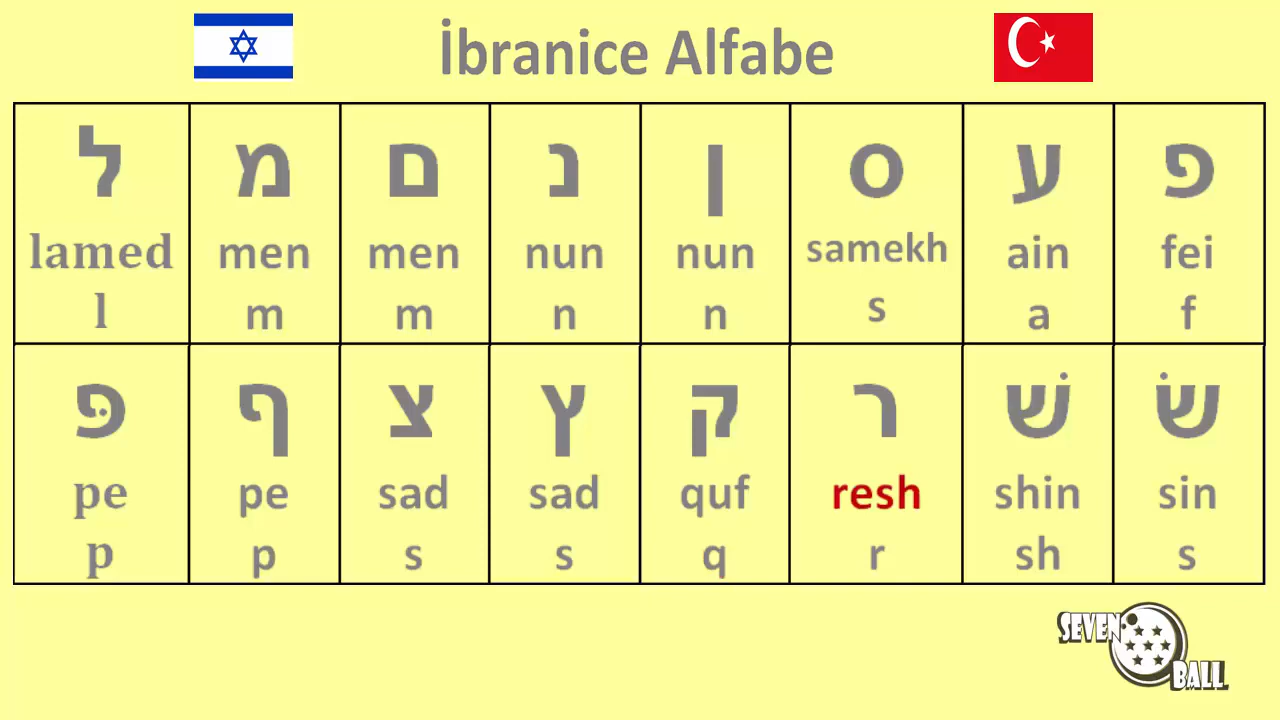 İbranice Alfabe
ל מ ם נ ן ס ע פ
lamed men men nun nun samekh ain fei
l m m n n s a f
פּ ף צ ץ ק ר שׁ שׂ
pe pe sad sad quf resh shin sin
p p s s q r sh s
SEVEN
BALL